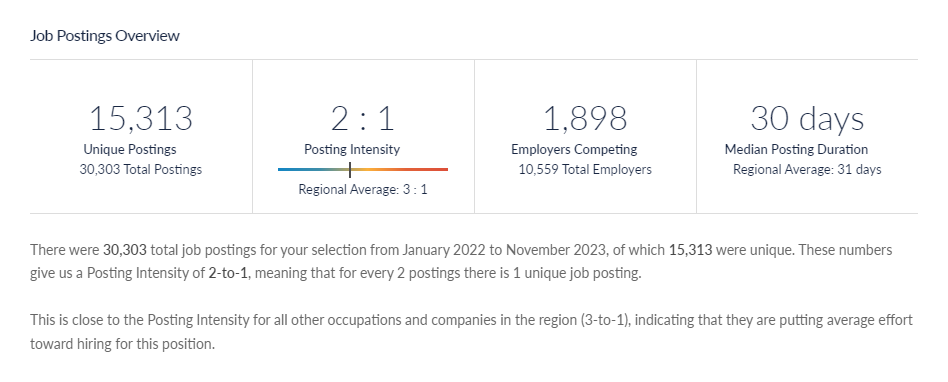 Job Postings Overview
15,313
Unique Postings
30,303 Total Postings
2 : 1
Posting Intensity
Regional Average: 3 : 1
1,898
Employers Competing
10,559 Total Employers
30 days
Median Posting Duration
Regional Average: 31 days
There were 30,303 total job postings for your selection from January 2022 to November 2023, of which 15,313 were unique. These numbers
give us a Posting Intensity of 2-to-1, meaning that for every 2 postings there is 1 unique job posting.
This is close to the Posting Intensity for all other occupations and companies in the region (3-to-1), indicating that they are putting average effort
toward hiring for this position.